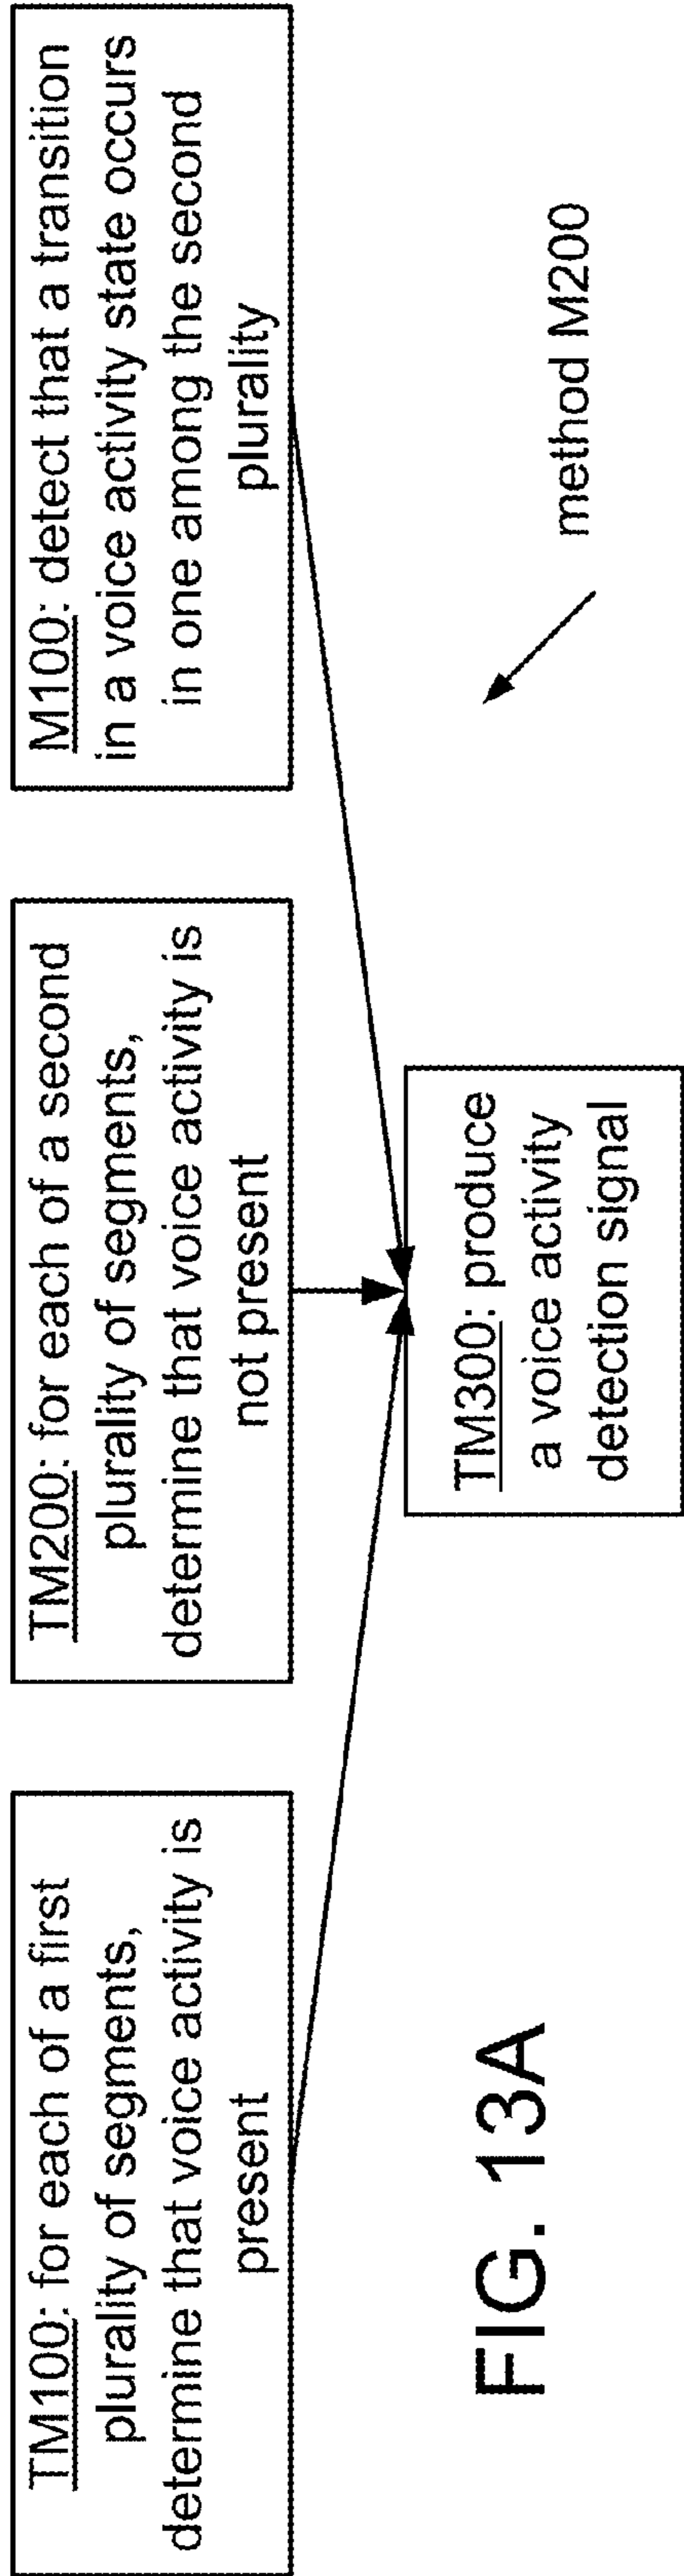 TM100: for each of a first
plurality of segments,
determine that voice activity is
present
TM200: for each of a second
plurality of segments,
determine that voice activity is
not present
M100: detect that a transition
in a voice activity state occurs
in one among the second
plurality
TM300: produce
a voice activity
detection signal
method M200
FIG. 13A